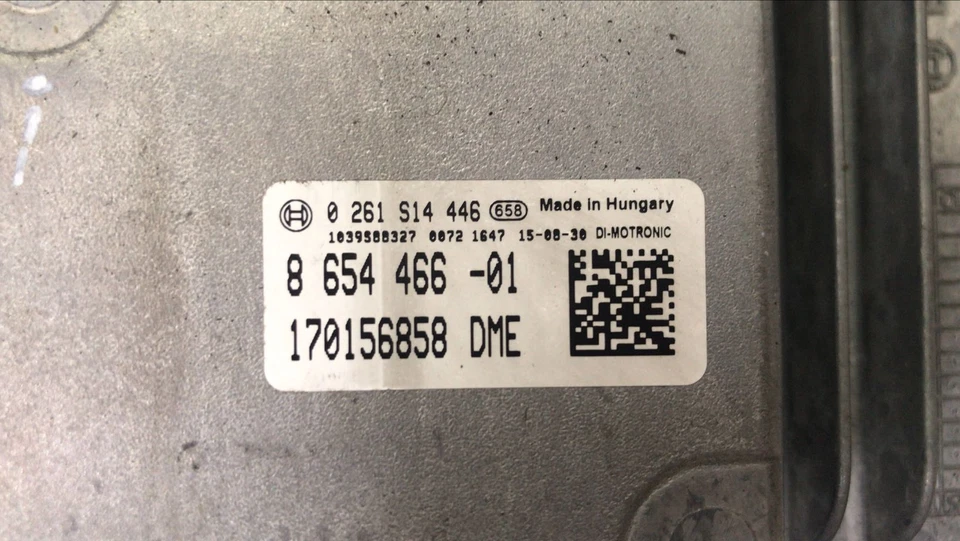 0 261 S14 446 658 Made in Hungary
1039S88327 0072 1647 15-08-30 DI-MOTRONIC
8 654 466 -01
170156858 DME